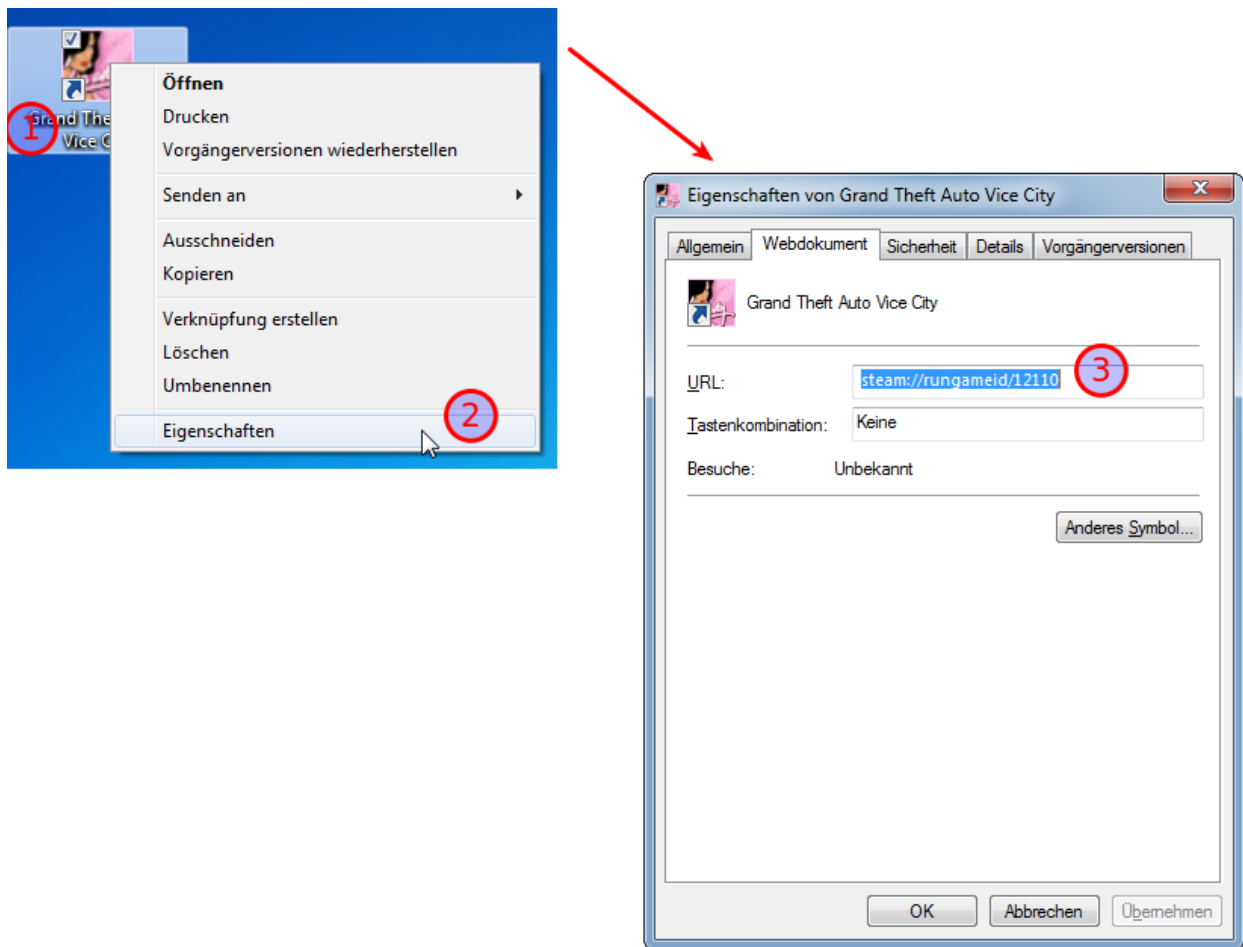 Öffnen
Drucken
Vorgängerversionen wiederherstellen
Senden an
Ausschneiden
Kopieren
Verknüpfung erstellen
Löschen
Umbenennen
Eigenschaften
Grand The
Vice C
1
2
Eigenschaften von Grand Theft Auto Vice City
Allgemein Webdokument Sicherheit Details Vorgängerversionen
Grand Theft Auto Vice City
URL: steam://rungameid/12110
3
Tastenkombination: Keine
Besuche: Unbekannt
Anderes Symbol...
OK Abbrechen Übernehmen